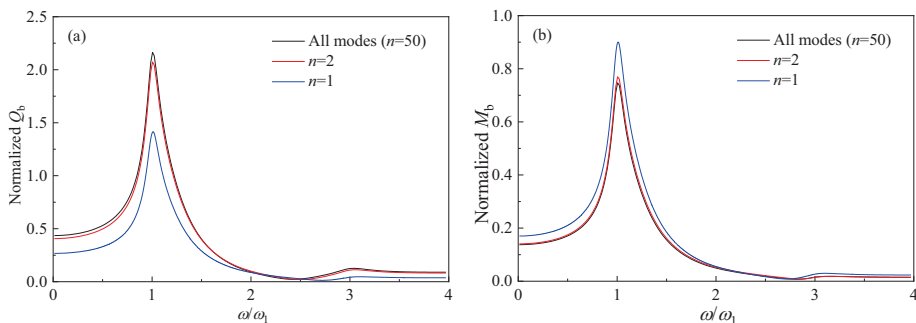 (a)
All modes (n=50)
n=2
n=1
Normalized Q_b
2.5
2.0
1.5
1.0
0.5
0.0
0 1 2 3 4
ω/ω₁
(b)
All modes (n=50)
n=2
n=1
Normalized M_b
1.0
0.8
0.6
0.4
0.2
0.0
0 1 2 3 4
ω/ω₁